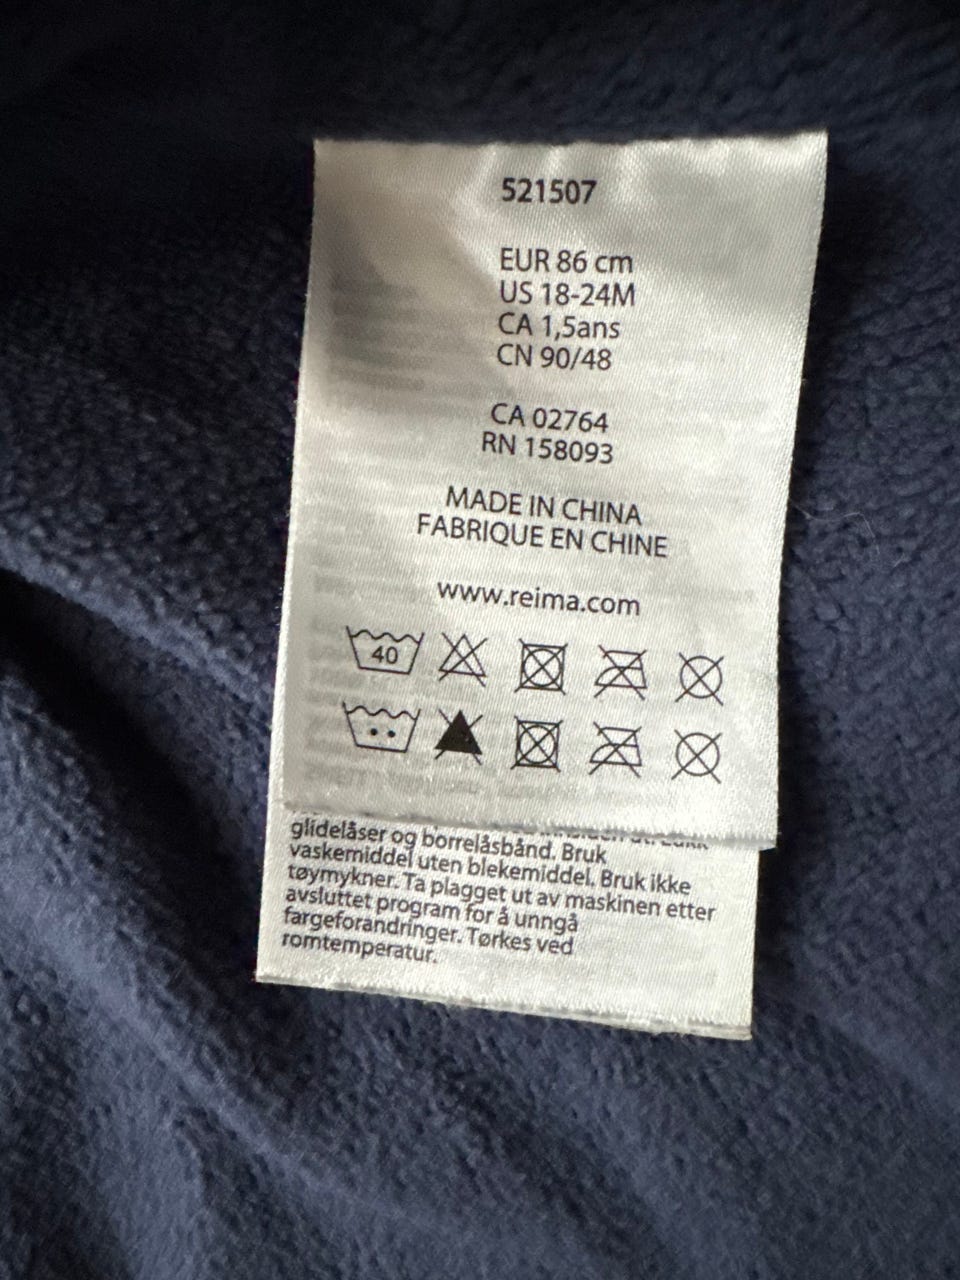 521507
EUR 86 cm
US 18-24M
CA 1,5ans
CN 90/48
CA 02764
RN 158093
MADE IN CHINA
FABRIQUE EN CHINE
www.reima.com
40
glidelåser og borrelåsbånd. Bruk
vaskemiddel uten blekemiddel. Bruk ikke
tøymykner. Ta plagget ut av maskinen etter
avsluttet program for å unngå
fargeforandringer. Tørkes ved
romtemperatur.